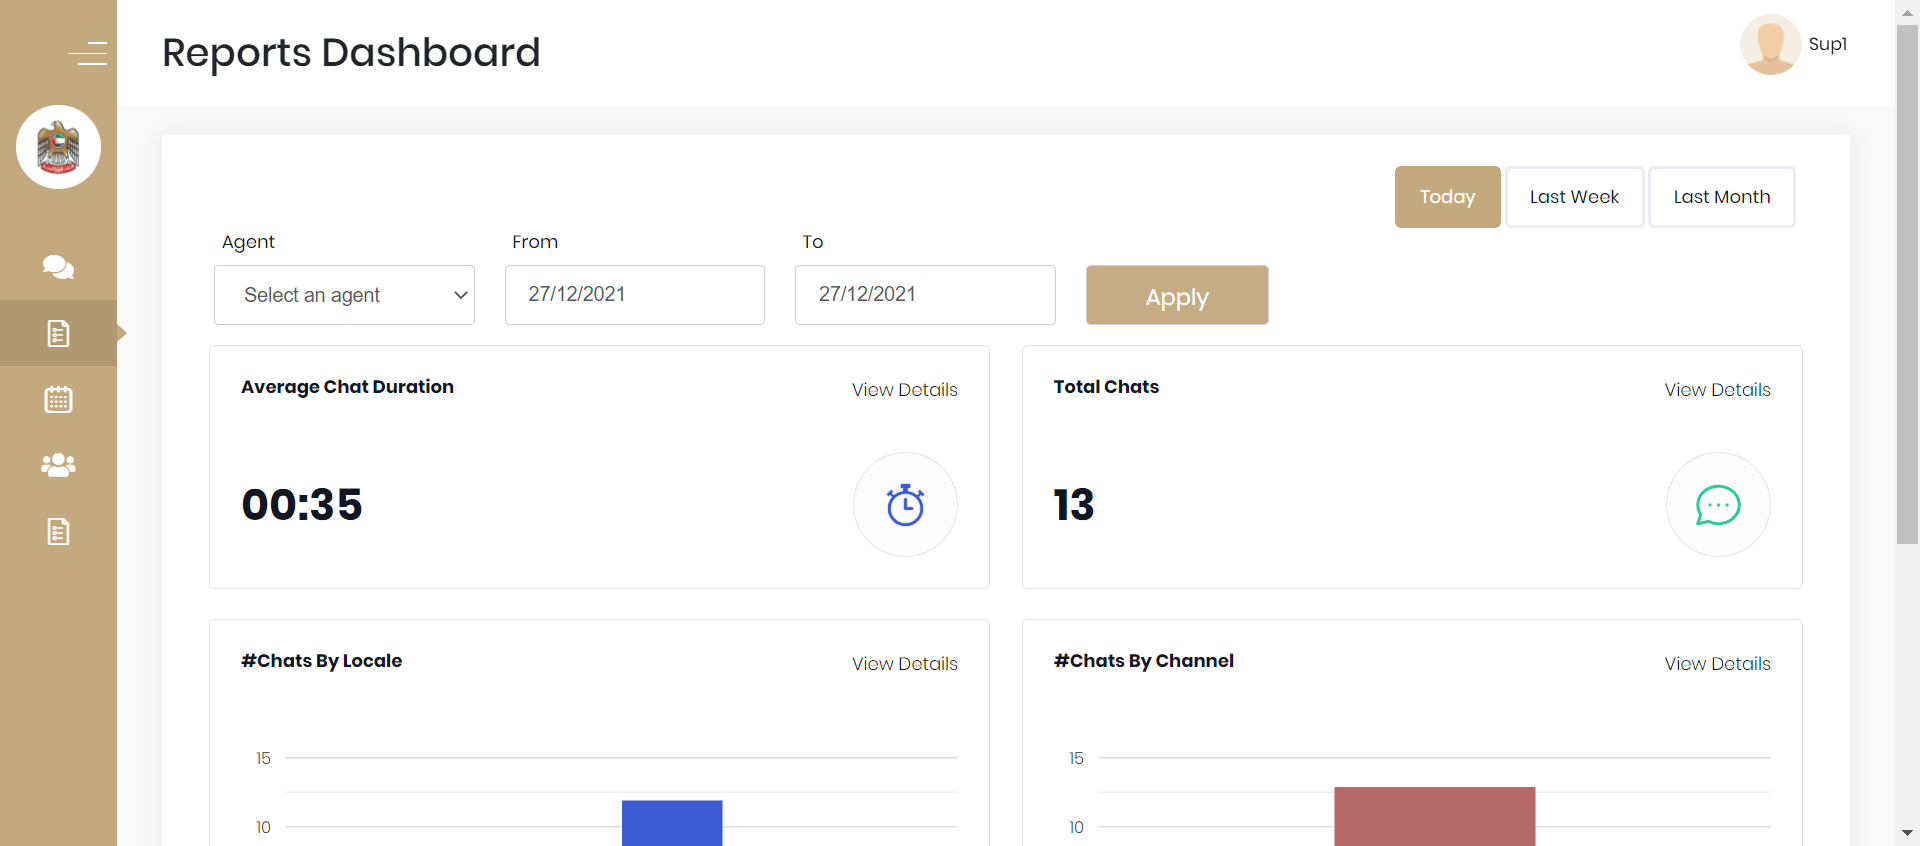 Reports Dashboard
Sup1
Today
Last Week
Last Month
Agent
From
To
Select an agent
27/12/2021
27/12/2021
Apply
Average Chat Duration
View Details
00:35
Total Chats
View Details
13
#Chats By Locale
View Details
15
10
#Chats By Channel
View Details
15
10